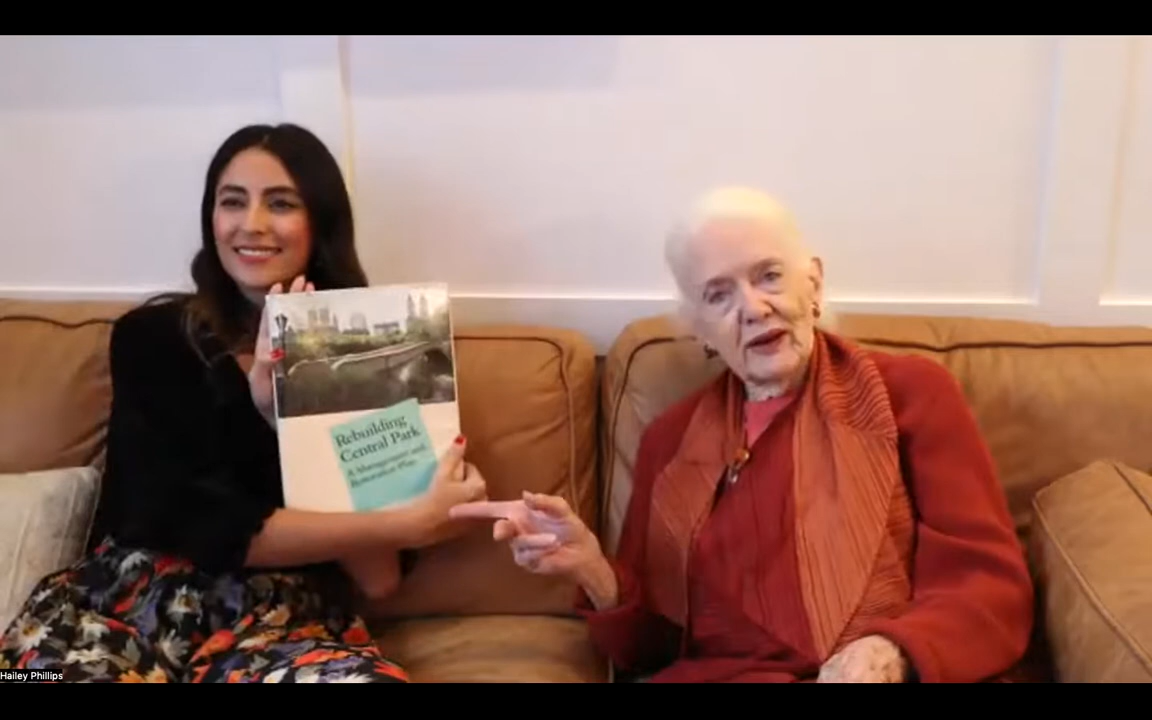 Rebuilding
Central Park
A Management and
Restoration Plan
Hailey Phillips